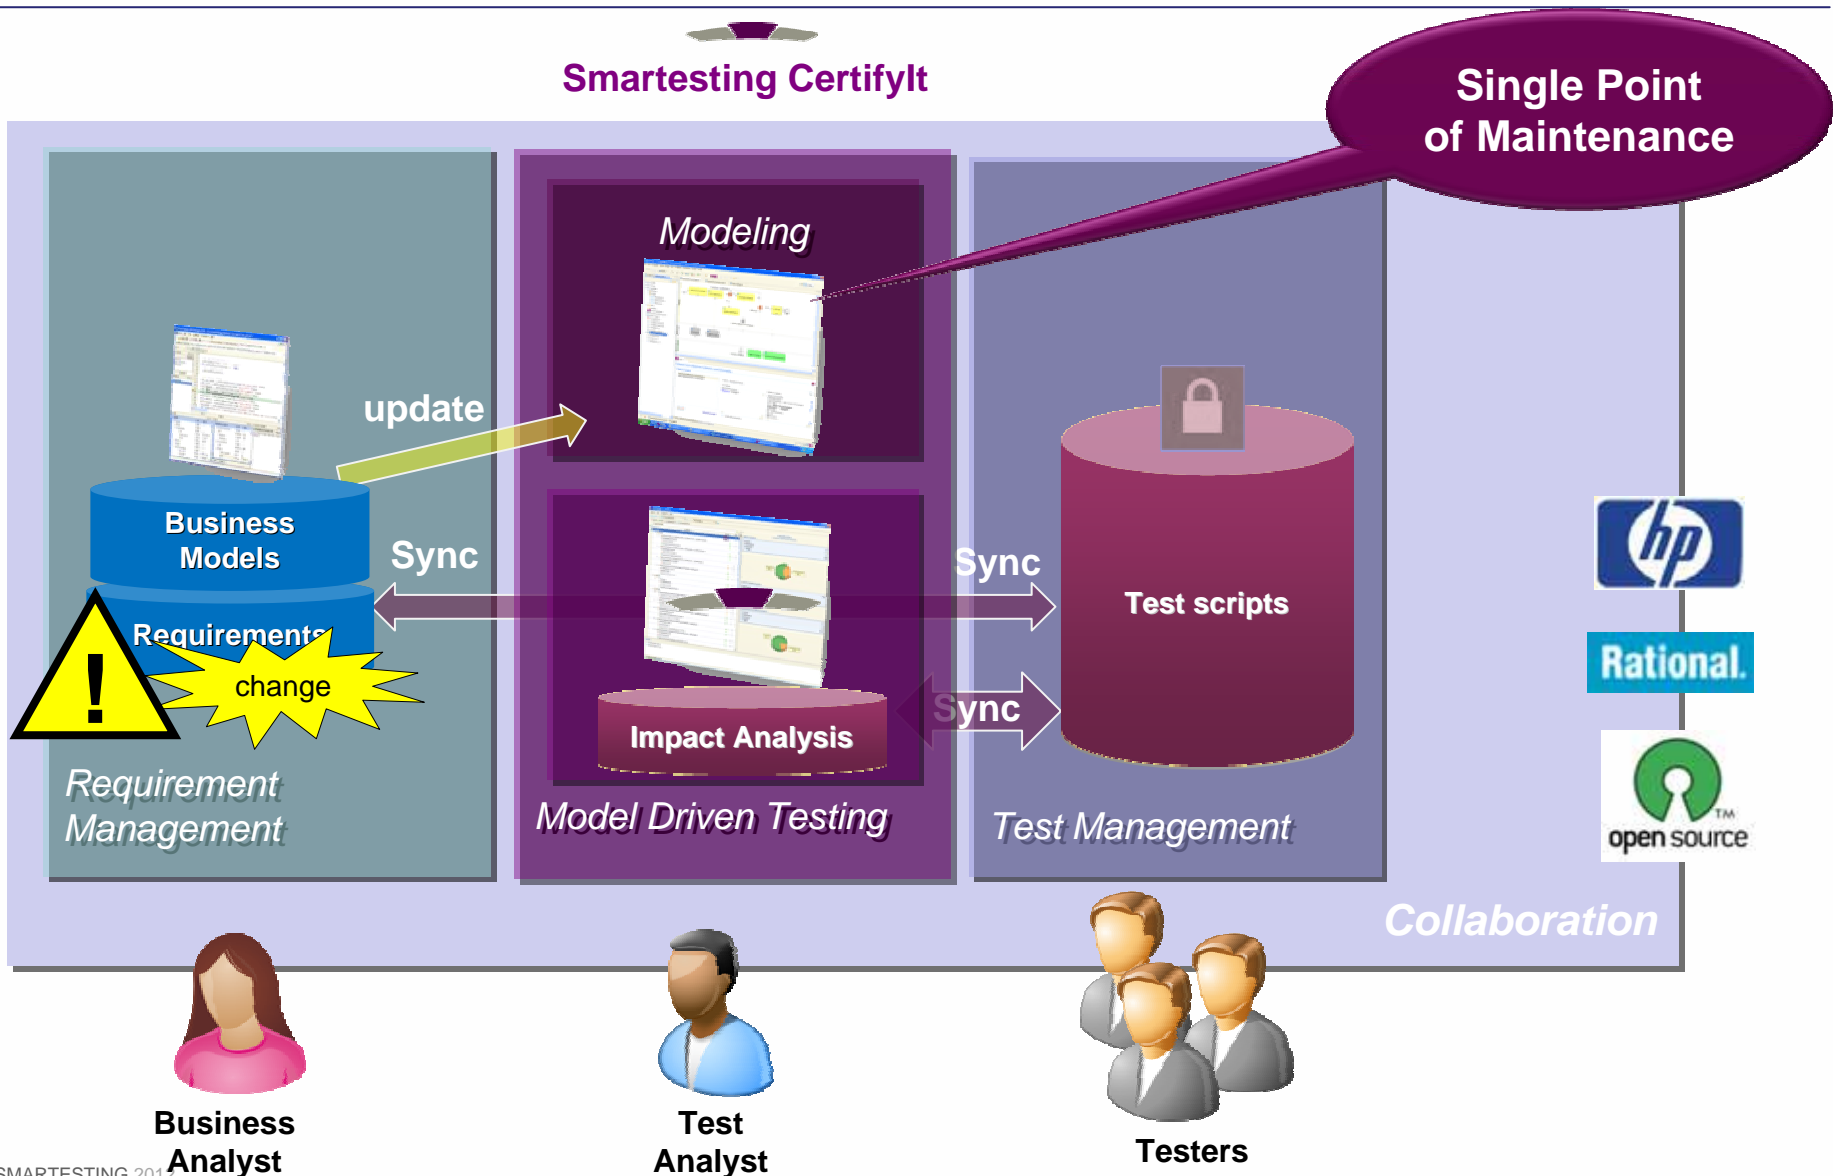 Smartesting CertifyIt
Single Point
of Maintenance
Modeling
update
Business
Models
Sync
Sync
Requirements
change
!
Test scripts
Sync
Impact Analysis
Requirement
Management
Model Driven Testing
Test Management
hp
Rational.
TM
open source
Collaboration
Business
Analyst
Test
Analyst
Testers
SMARTESTING